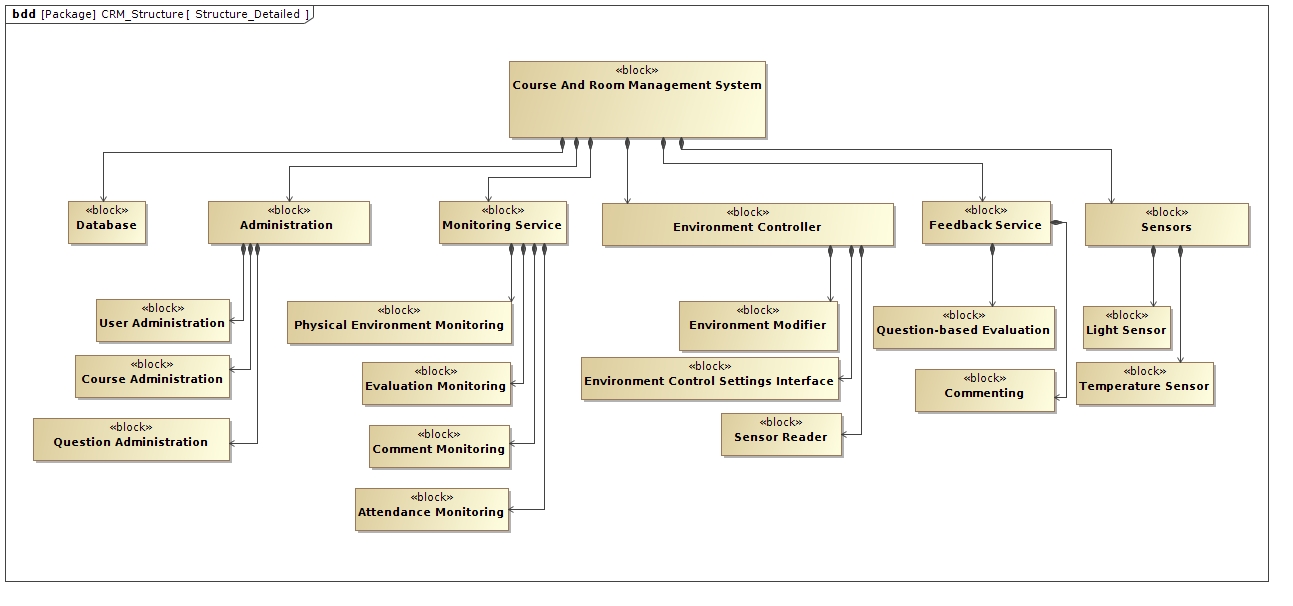 bdd [Package] CRM_Structure[ Structure_Detailed ]
«block»
Course And Room Management System
«block»
Database
«block»
Administration
«block»
Monitoring Service
«block»
Environment Controller
«block»
Feedback Service
«block»
Sensors
«block»
User Administration
«block»
Course Administration
«block»
Question Administration
«block»
Physical Environment Monitoring
«block»
Evaluation Monitoring
«block»
Comment Monitoring
«block»
Attendance Monitoring
«block»
Environment Modifier
«block»
Environment Control Settings Interface
«block»
Sensor Reader
«block»
Question-based Evaluation
«block»
Commenting
«block»
Light Sensor
«block»
Temperature Sensor